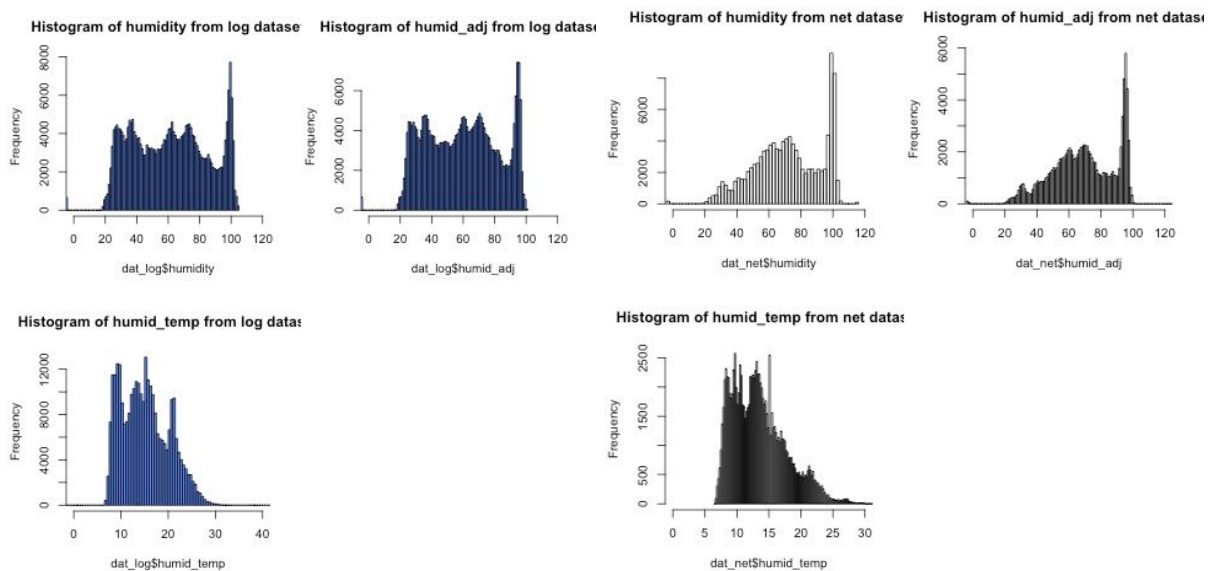 Histogram of humidity from log dataset
Histogram of humid_adj from log datase
Histogram of humidity from net dataset
Histogram of humid_adj from net datase
Frequency
0 2000 4000 6000 8000
0 20 40 60 80 100 120
dat_log$humidity
Frequency
0 2000 4000 6000
0 20 40 60 80 100 120
dat_log$humid_adj
Frequency
0 2000 6000
0 20 40 60 80 100 120
dat_net$humidity
Frequency
0 1000 3000 5000 6000
0 20 40 60 80 100 120
dat_net$humid_adj
Histogram of humid_temp from log datas
Histogram of humid_temp from net datas
Frequency
0 4000 8000 12000
0 10 20 30 40
dat_log$humid_temp
Frequency
0 500 1500 2500
0 5 10 15 20 25 30
dat_net$humid_temp